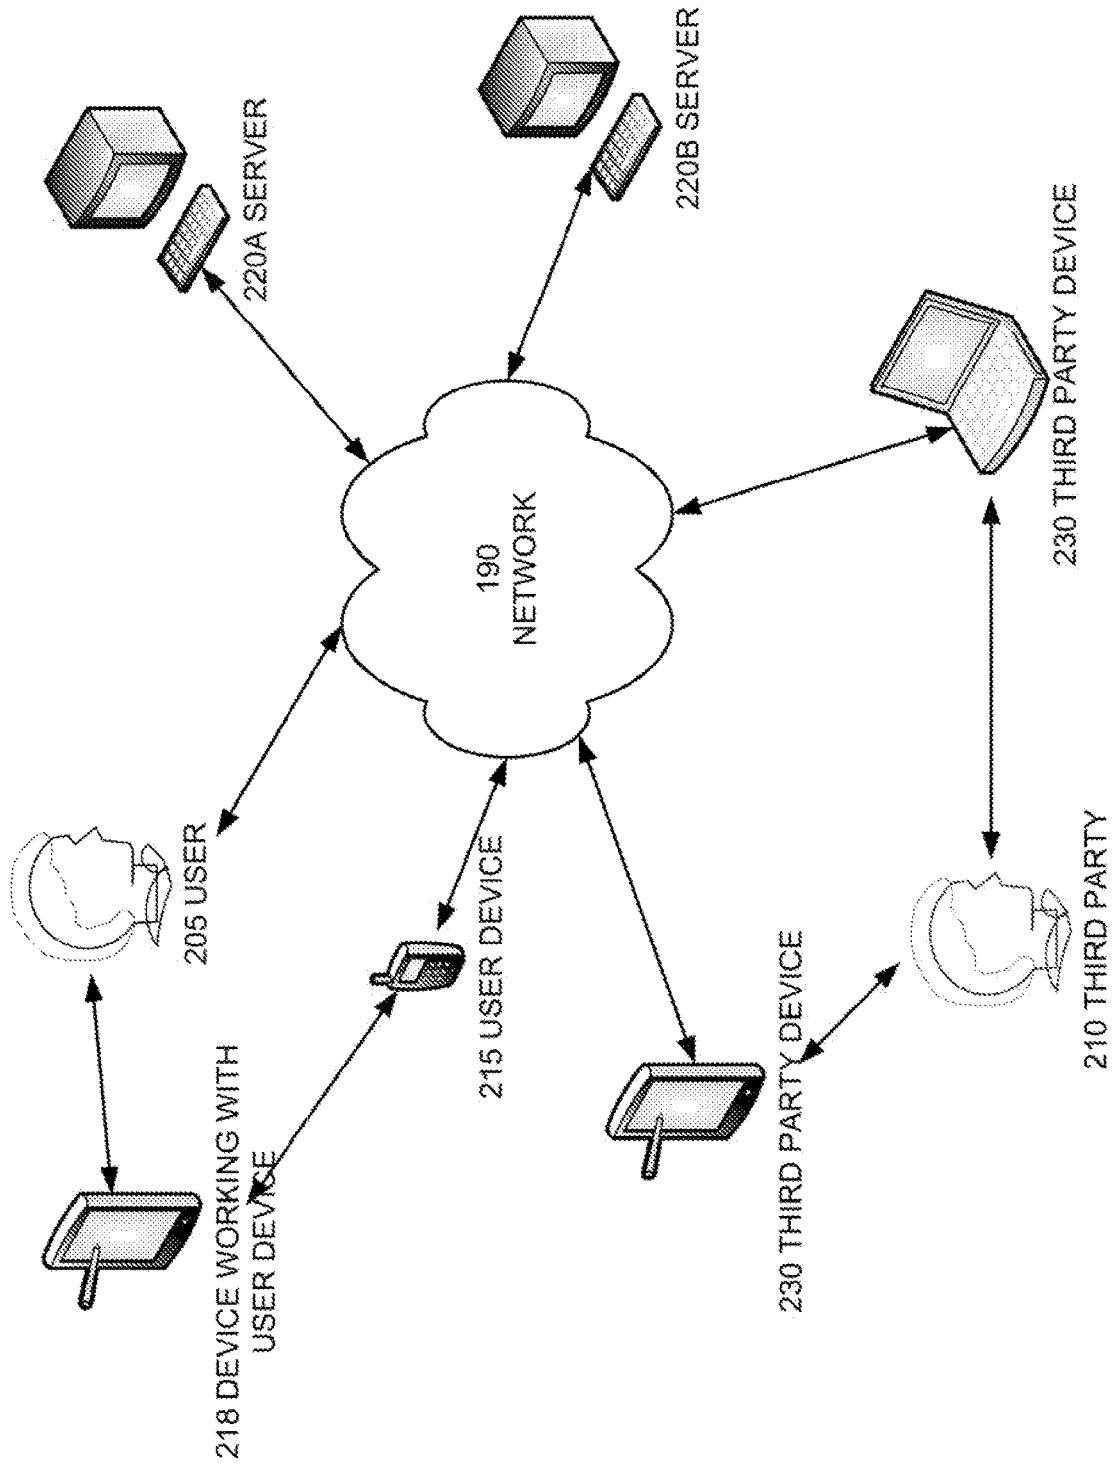 218 DEVICE WORKING WITH
USER DEVICE
205 USER
220A SERVER
215 USER DEVICE
190
NETWORK
220B SERVER
230 THIRD PARTY DEVICE
210 THIRD PARTY
230 THIRD PARTY DEVICE